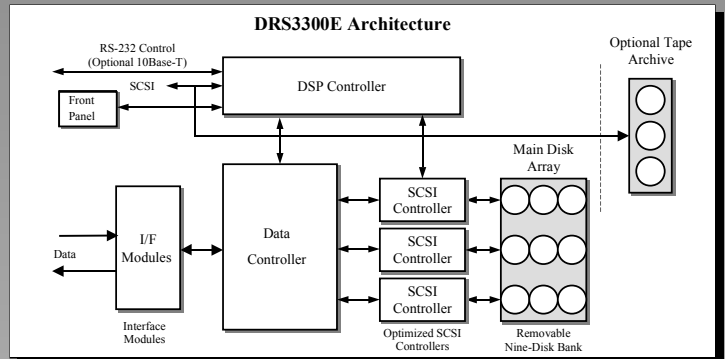 DRS3300E Architecture
RS-232 Control
(Optional 10Base-T)
SCSI
Front
Panel
DSP Controller
Optional Tape
Archive
Main Disk
Array
Data
I/F
Modules
Data
Controller
SCSI
Controller
SCSI
Controller
SCSI
Controller
Interface
Modules
Optimized SCSI
Controllers
Removable
Nine-Disk Bank